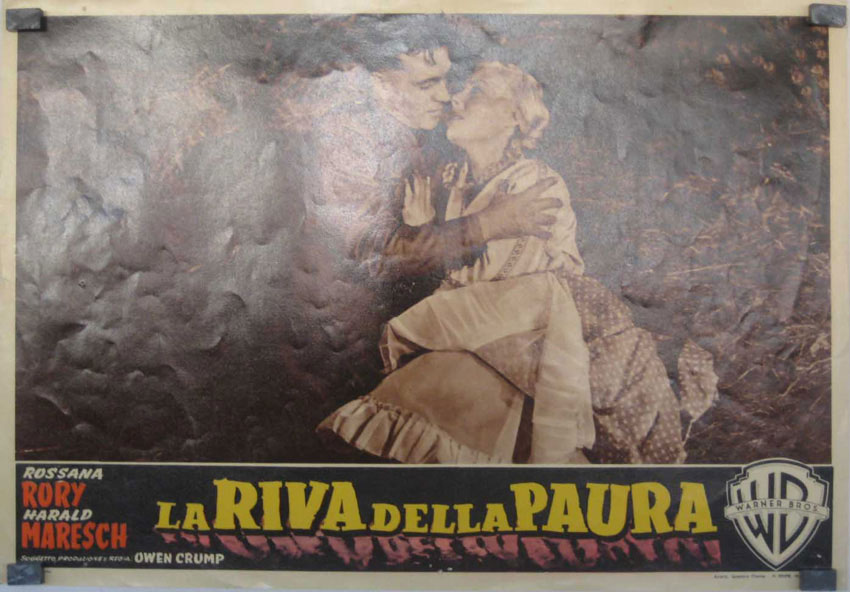 ROSSANA
RORY
HARALD
MARESCH
SOGGETTO, PRODUZIONE E REGIA: OWEN CRUMP
LA RIVA DELLA PAURA
WB
WARNER BROS.